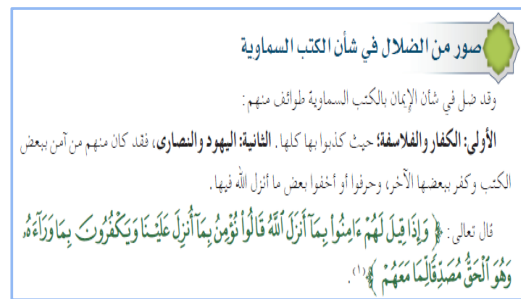 صور من الضلال في شأن الكتب السماوية
وقد ضل في شأن الإيمان بالكتب السماوية طوائف منهم:
الأولى: الكفار والفلاسفة؛ حيث كذبوا بها كلها. الثانية: اليهود والنصارى، فقد كان منهم من آمن ببعض
الكتب وكفر ببعضها الآخر، وحرفوا أو أخفوا بعض ما أنزل الله فيها.
قال تعالى: ﴿ وَإِذَا قِيلَ لَهُمْ ءَامِنُوا۟ بِمَآ أَنزَلَ ٱللَّهُ قَالُوا۟ نُؤْمِنُ بِمَآ أُنزِلَ عَلَيْنَا وَيَكْفُرُونَ بِمَا وَرَآءَهُۥ
وَهُوَ ٱلْحَقُّ مُصَدِّقًا لِّمَا مَعَهُمْ ﴾(١).